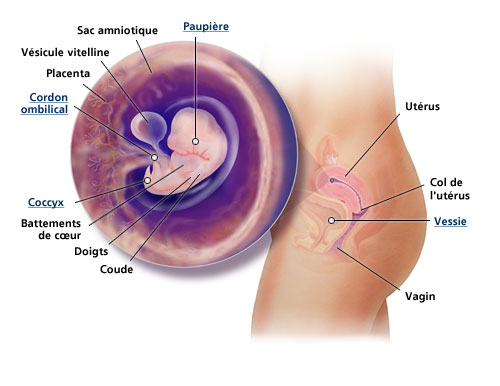 Paupière
Sac amniotique
Vésicule vitelline
Placenta
Cordon
ombilical
Coccyx
Battements
de cœur
Doigts
Coude
Utérus
Col de
l'utérus
Vessie
Vagin